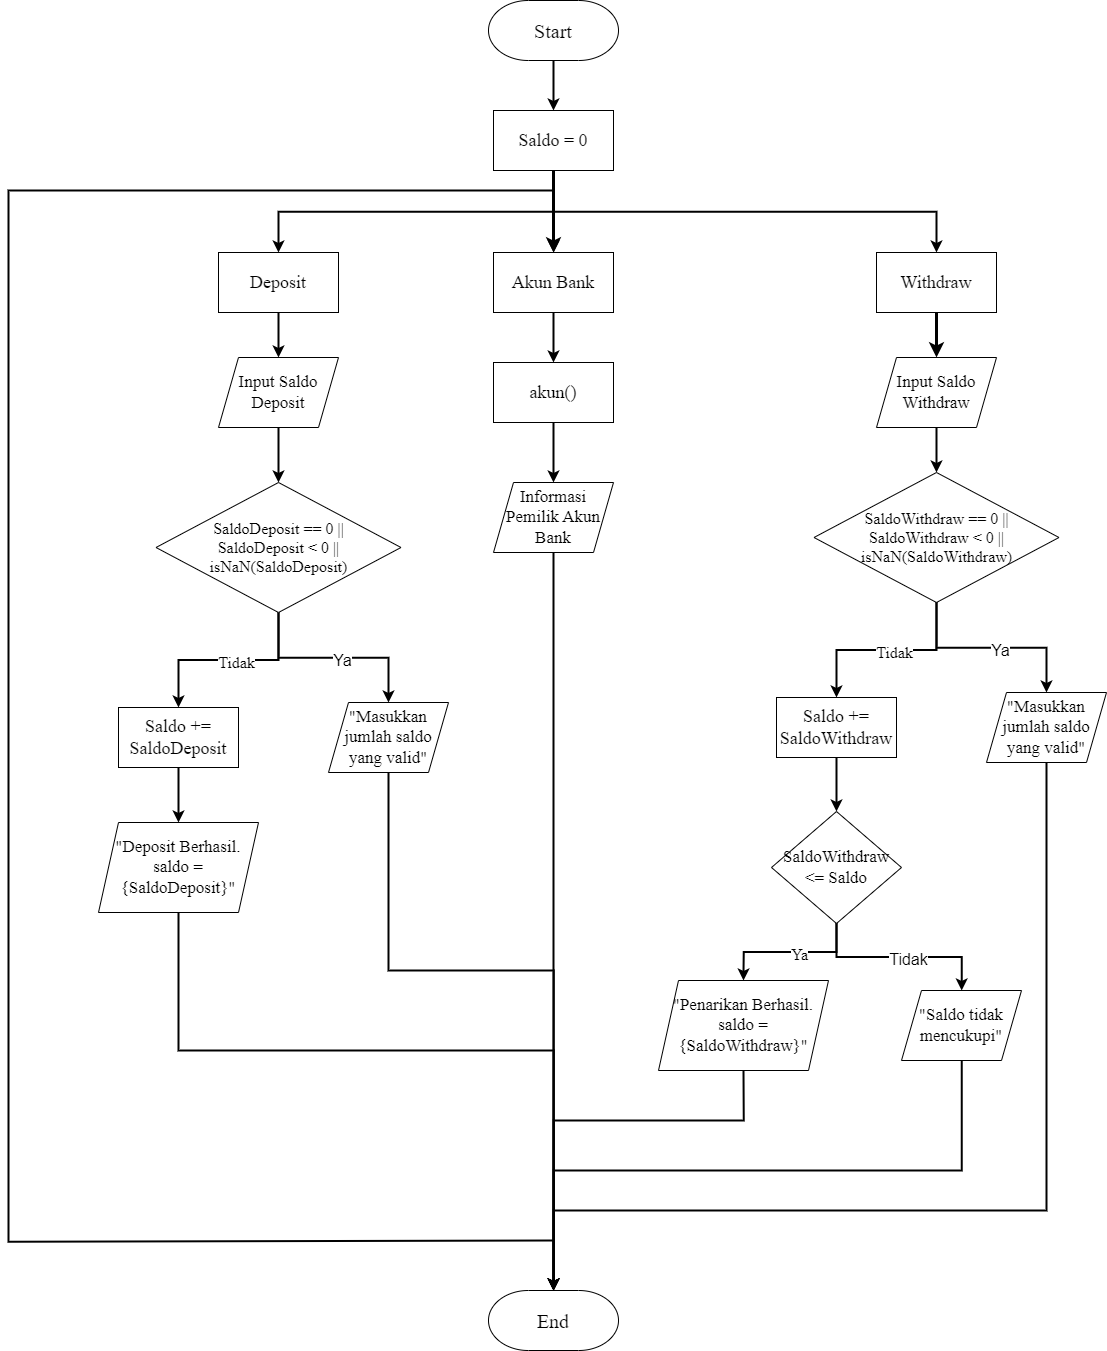 Start
Saldo = 0
Deposit
Akun Bank
Withdraw
Input Saldo
Deposit
akun()
Input Saldo
Withdraw
SaldoDeposit == 0 ||
SaldoDeposit < 0 ||
isNaN(SaldoDeposit)
Informasi
Pemilik Akun
Bank
SaldoWithdraw == 0 ||
SaldoWithdraw < 0 ||
isNaN(SaldoWithdraw)
Tidak
Ya
Tidak
Ya
Saldo +=
SaldoDeposit
"Masukkan
jumlah saldo
yang valid"
Saldo +=
SaldoWithdraw
"Masukkan
jumlah saldo
yang valid"
"Deposit Berhasil.
saldo =
{SaldoDeposit}"
SaldoWithdraw
<= Saldo
Ya
Tidak
"Penarikan Berhasil.
saldo =
{SaldoWithdraw}"
"Saldo tidak
mencukupi"
End